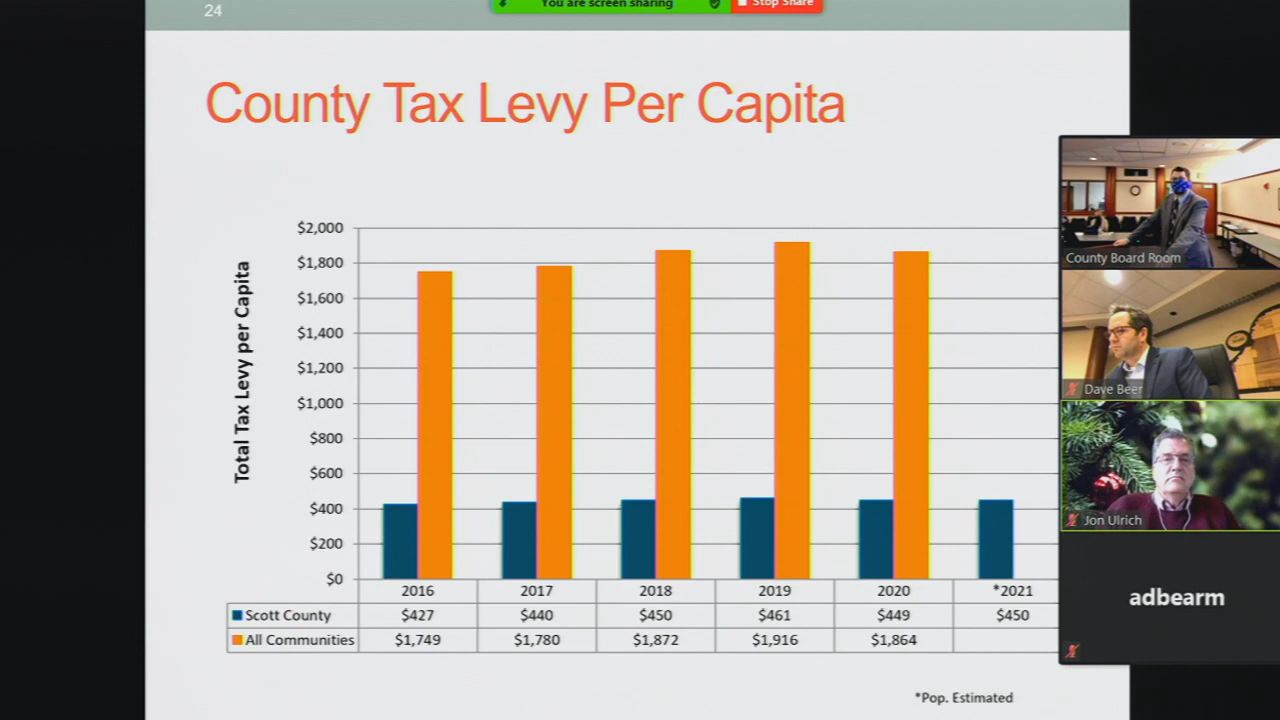 24
You are screen sharing
Stop Share
County Tax Levy Per Capita
Total Tax Levy per Capita
$2,000
$1,800
$1,600
$1,400
$1,200
$1,000
$800
$600
$400
$200
$0
2016 2017 2018 2019 2020 *2021
Scott County $427 $440 $450 $461 $449 $450
All Communities $1,749 $1,780 $1,872 $1,916 $1,864
*Pop. Estimated
County Board Room
Dave Beer
Jon Ulrich
adbearm